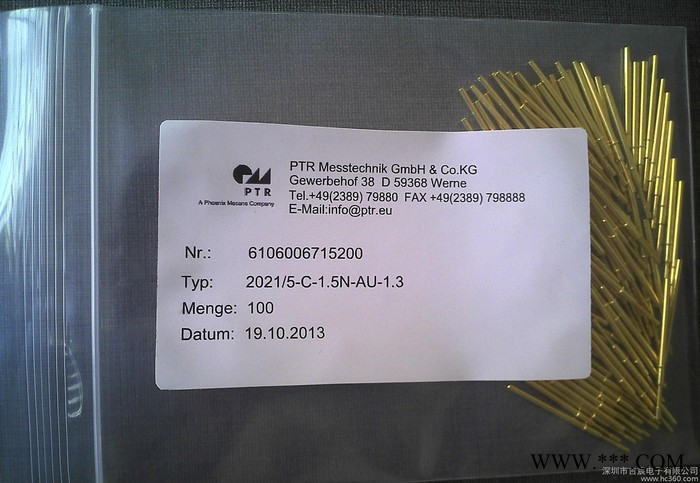 PTR
A Phoenix Mecano Company
PTR Messtechnik GmbH & Co.KG
Gewerbehof 38 D 59368 Werne
Tel.+49(2389) 79880 FAX +49(2389) 798888
E-Mail:info@ptr.eu
Nr.: 6106006715200
Typ: 2021/5-C-1.5N-AU-1.3
Menge: 100
Datum: 19.10.2013
WWW.***.COM
深圳市百宸电子有限公司
www.hc360.com